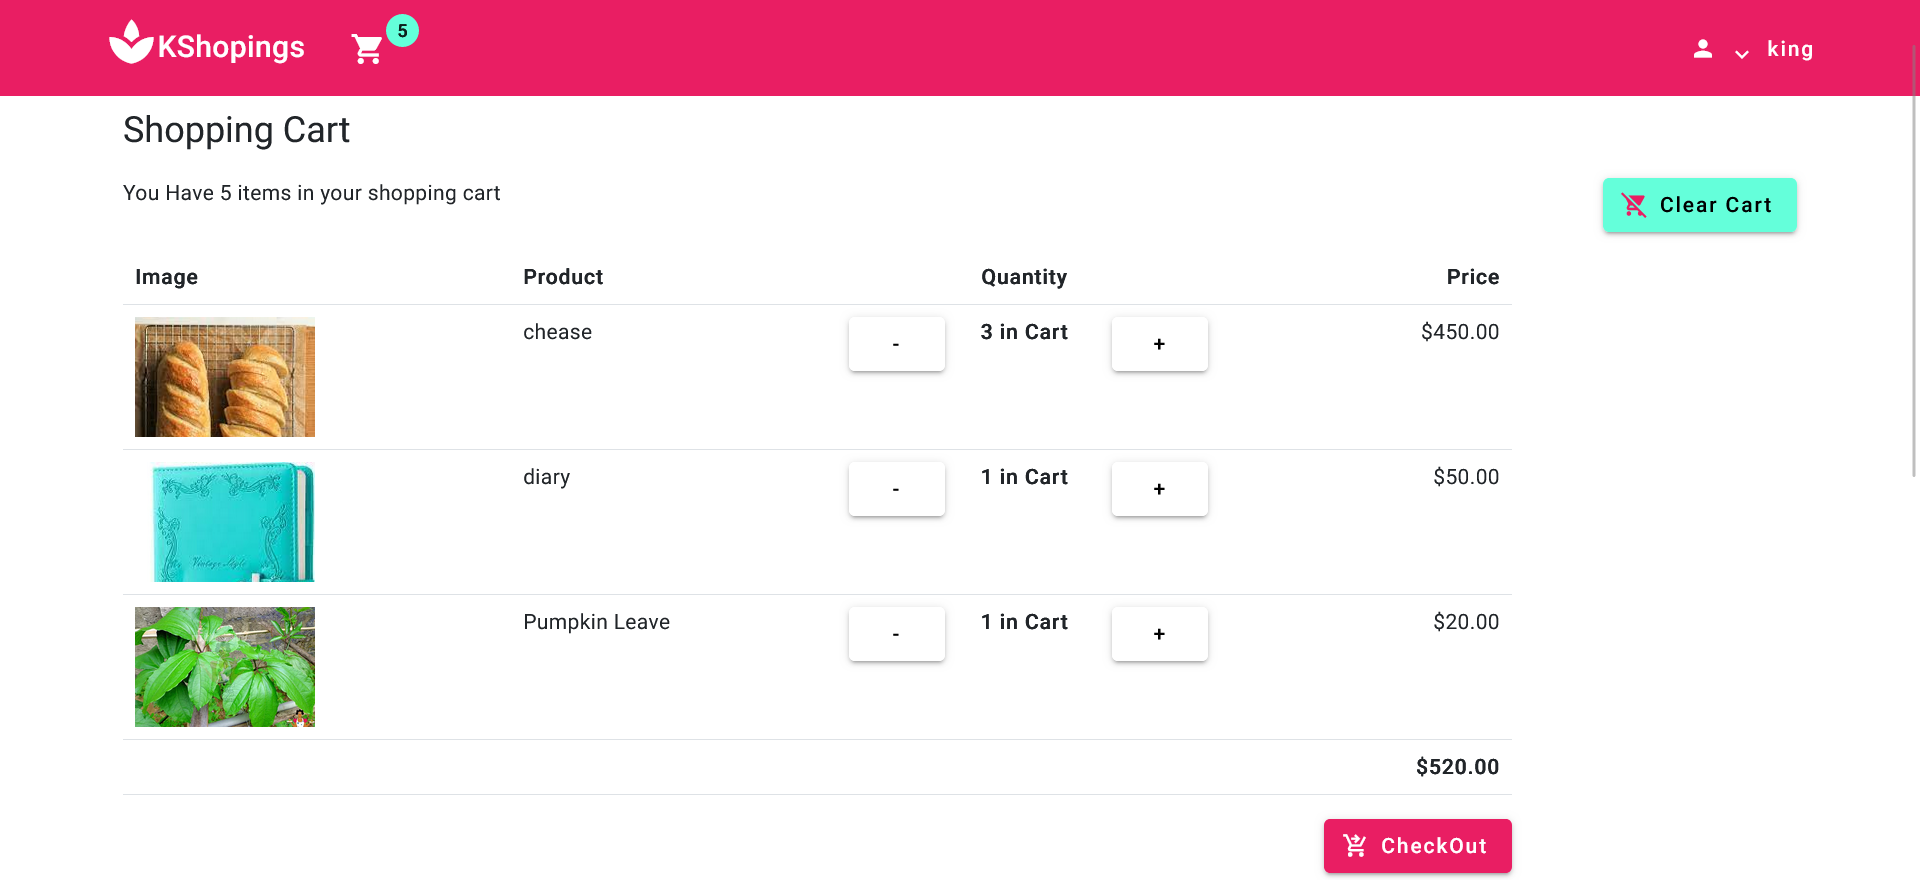 KShopings
5
king
Shopping Cart
You Have 5 items in your shopping cart
Clear Cart
Image Product Quantity Price
chease - 3 in Cart + $450.00
diary - 1 in Cart + $50.00
Vintage Style
Pumpkin Leave - 1 in Cart + $20.00
$520.00
CheckOut